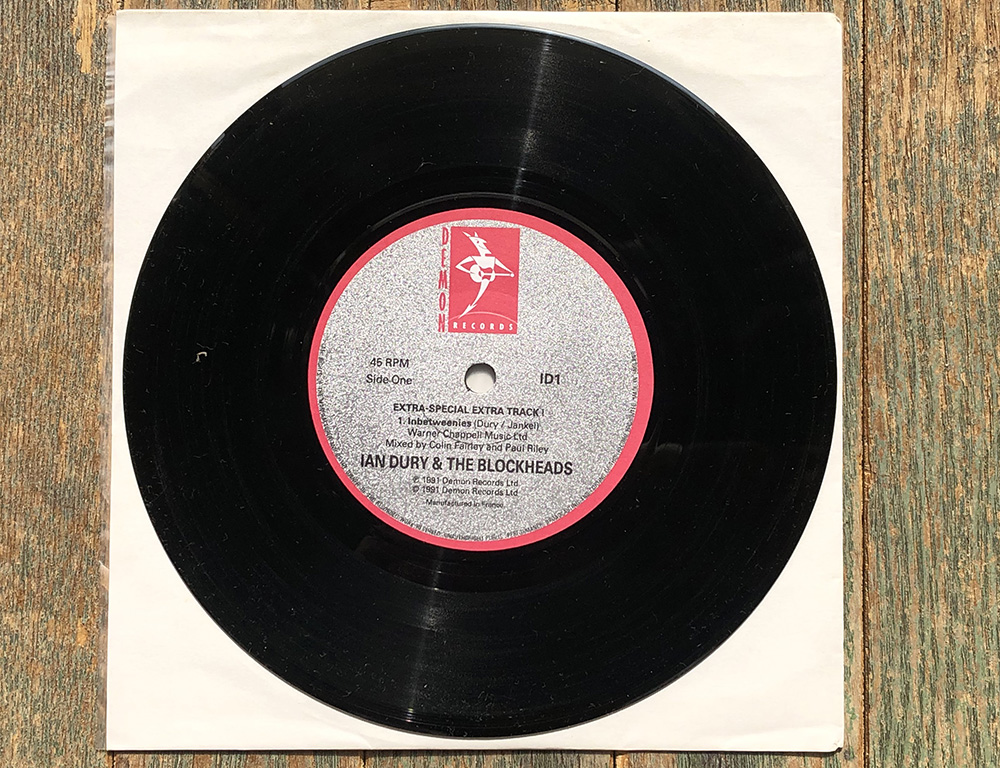 DEMON
RECORDS
45 RPM
Side One
ID1
EXTRA-SPECIAL EXTRA TRACK !
1. Inbetweenies (Dury / Jankel)
Warner Chappell Music Ltd
Mixed by Colin Fairley and Paul Riley
IAN DURY & THE BLOCKHEADS
℗ 1991 Demon Records Ltd
© 1991 Demon Records Ltd
Manufactured in France